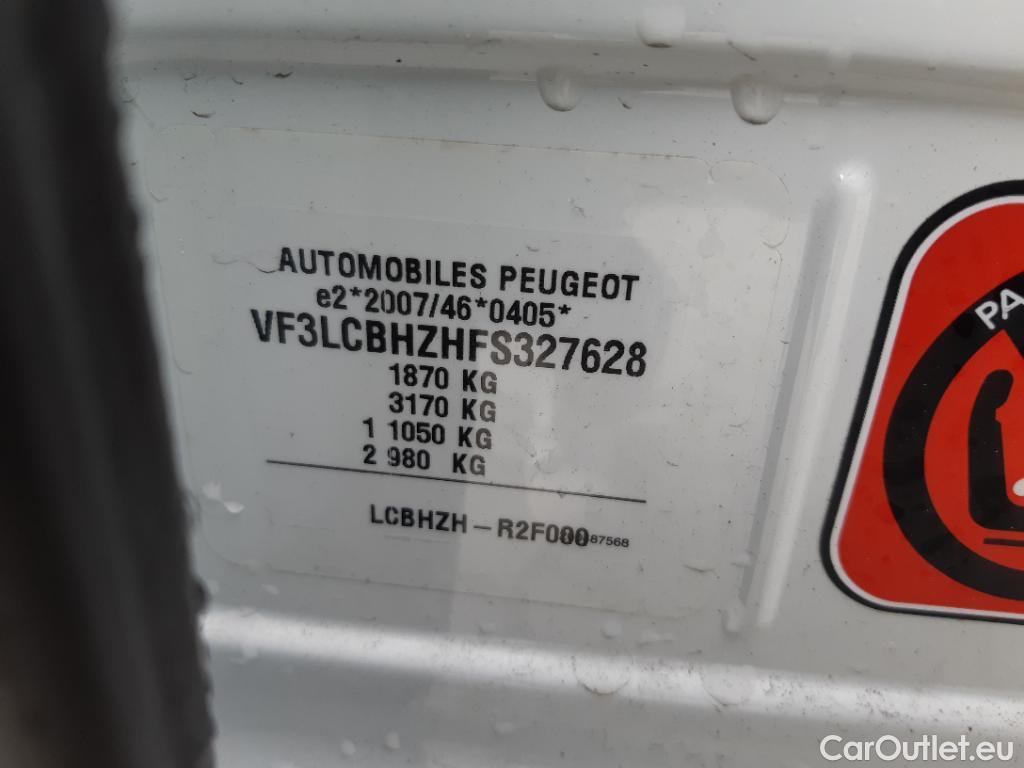 AUTOMOBILES PEUGEOT
e2*2007/46*0405*
VF3LCBHZHFS327628
1870 KG
3170 KG
1 1050 KG
2 980 KG
LCBHZH - R2F000
87568
PA
CarOutlet.eu